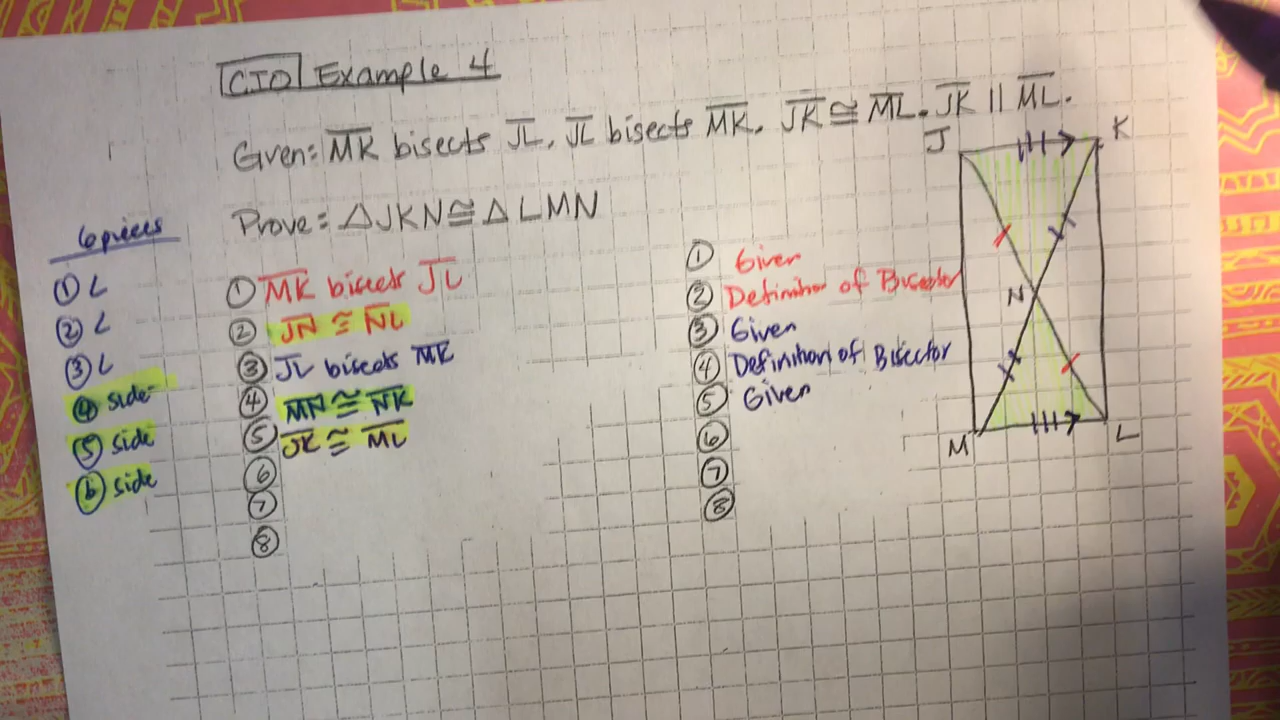 CIO Example 4
Given: MK bisects JL, JL bisects MK. JK ≅ ML. JK || ML.
Prove: △JKN ≅ △LMN
6 pieces
① ∠
② ∠
③ ∠
④ side
⑤ side
⑥ side
① MK bisects JL
② JN ≅ NL
③ JL bisects MK
④ MN ≅ NK
⑤ JK ≅ ML
⑥
⑦
⑧
① Given
② Definition of Bisector
③ Given
④ Definition of Bisector
⑤ Given
⑥
⑦
⑧
J K
N
M L